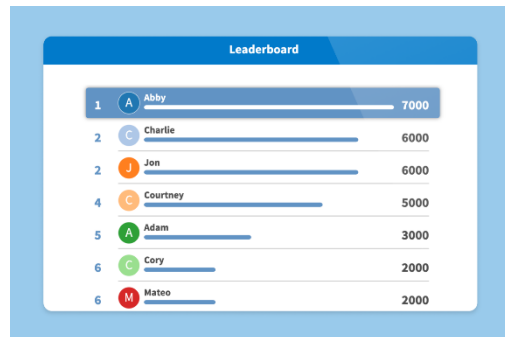 Leaderboard
1 A Abby 7000
2 C Charlie 6000
2 J Jon 6000
4 C Courtney 5000
5 A Adam 3000
6 C Cory 2000
6 M Mateo 2000